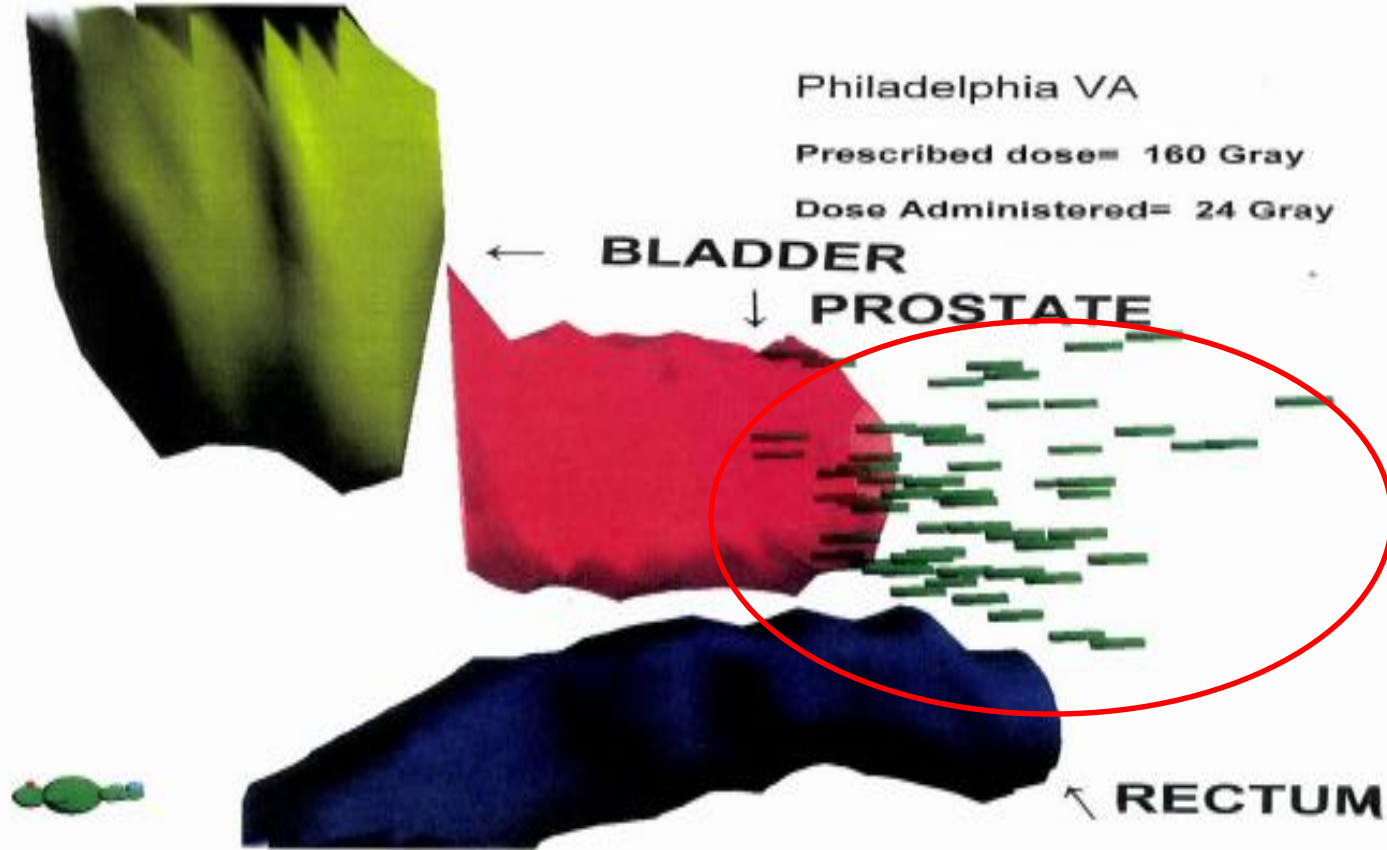 Philadelphia VA
Prescribed dose= 160 Gray
Dose Administered= 24 Gray
← BLADDER
↓ PROSTATE
↖ RECTUM